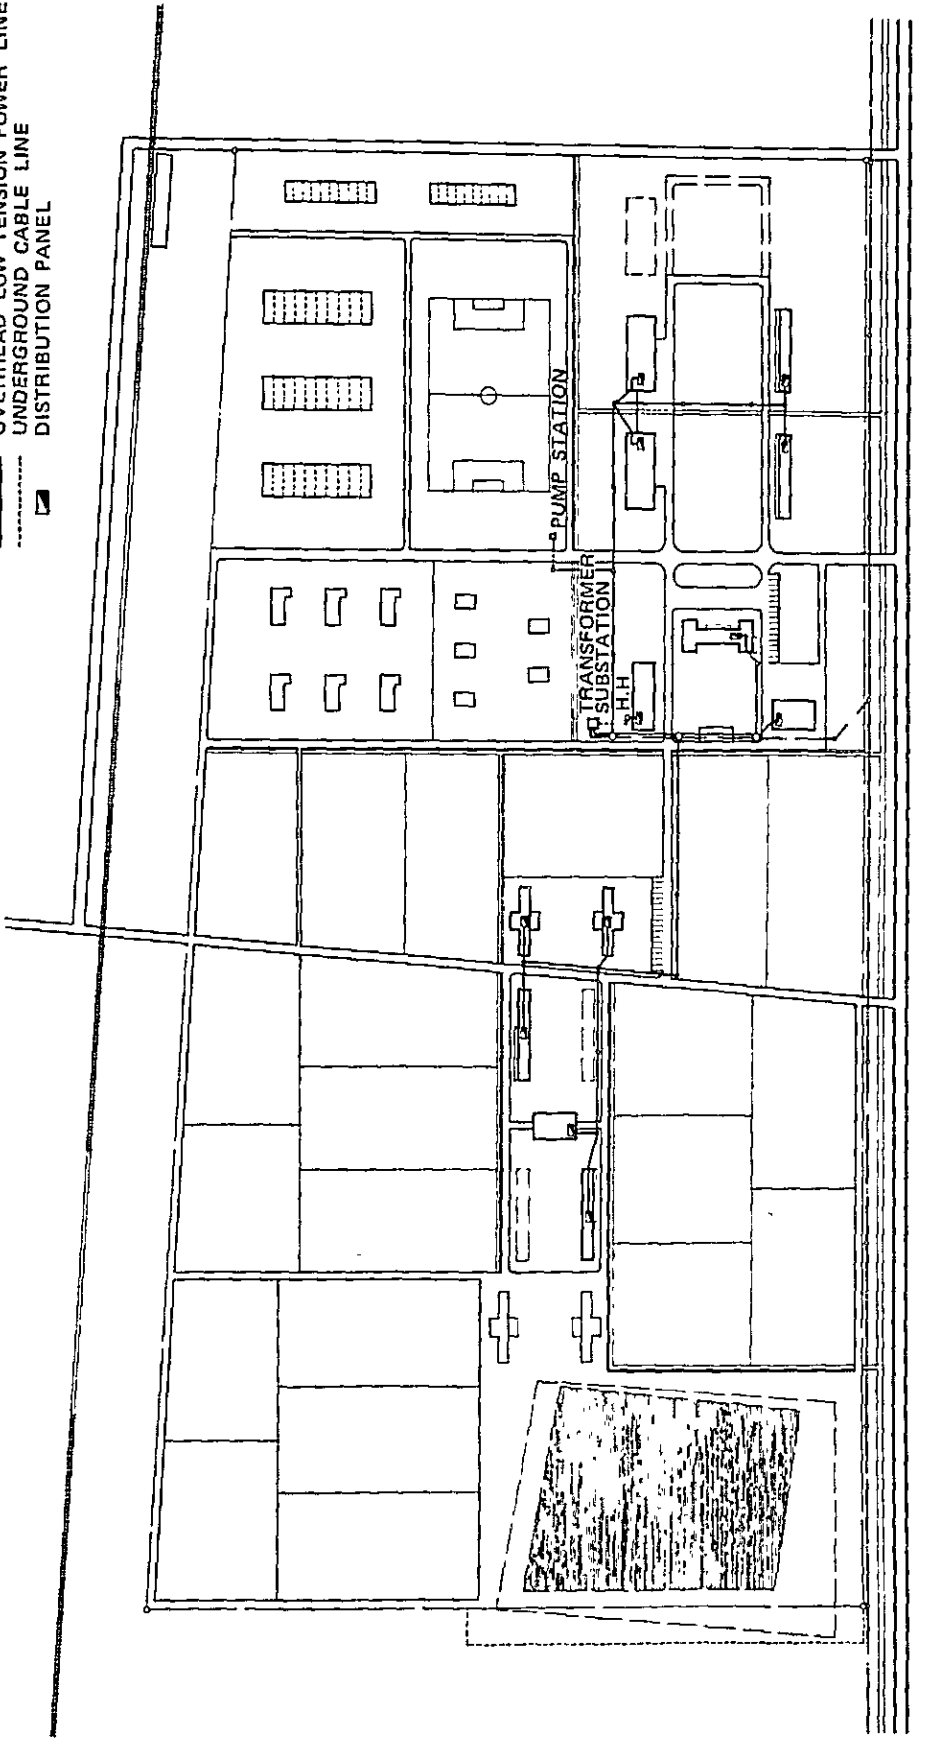 OVERHEAD LOW TENSION POWER LINE
UNDERGROUND CABLE LINE
DISTRIBUTION PANEL
PUMP STATION
TRANSFORMER
SUBSTATION
H.H